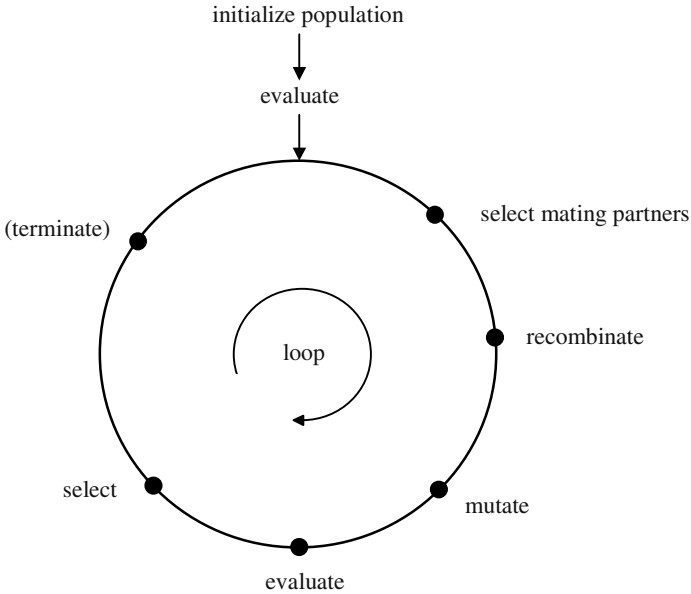 initialize population
evaluate
select mating partners
(terminate)
recombinate
loop
select
mutate
evaluate